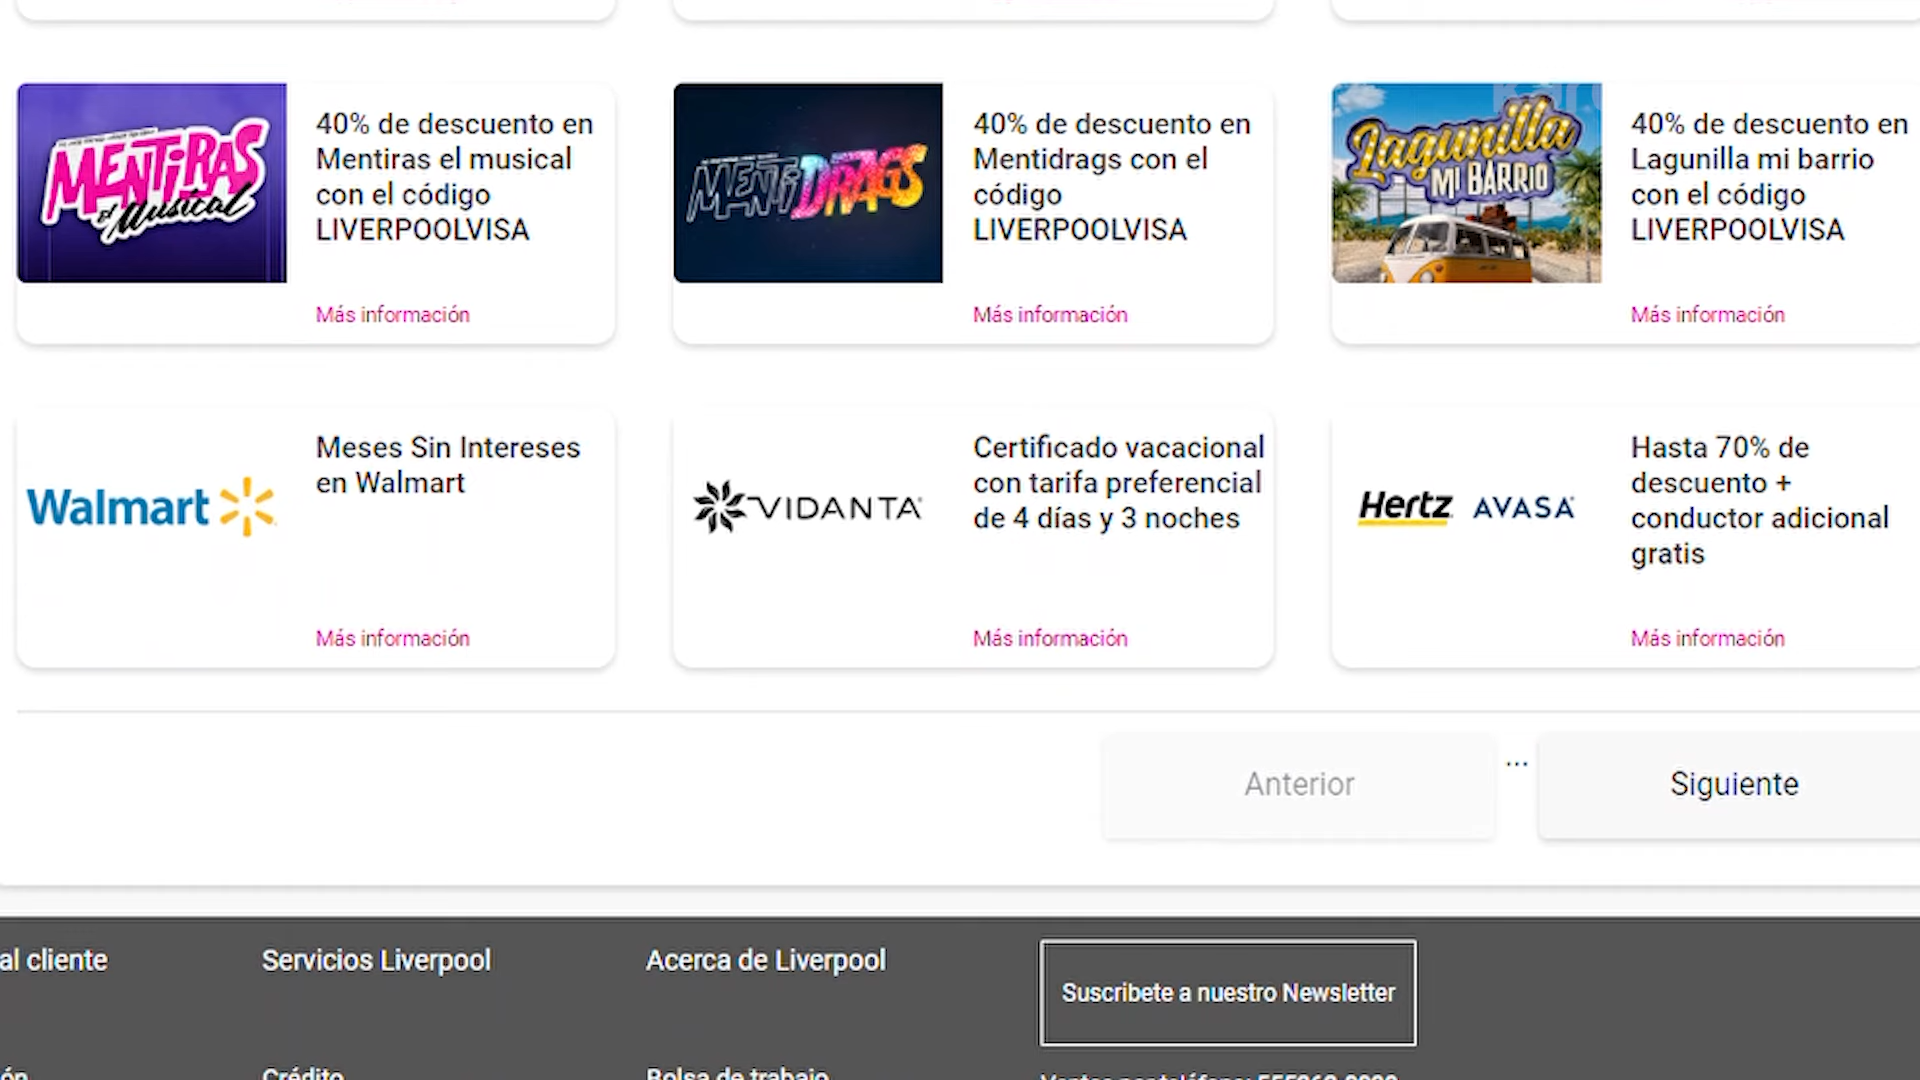 MENTIRAS
el Musical
40% de descuento en
Mentiras el musical
con el código
LIVERPOOLVISA
Más información
MENTIDRAGS
40% de descuento en
Mentidrags con el
código
LIVERPOOLVISA
Más información
Lagunilla
MI BARRIO
40% de descuento en
Lagunilla mi barrio
con el código
LIVERPOOLVISA
Más información
Walmart
Meses Sin Intereses
en Walmart
Más información
VIDANTA
Certificado vacacional
con tarifa preferencial
de 4 días y 3 noches
Más información
Hertz AVASA
Hasta 70% de
descuento +
conductor adicional
gratis
Más información
Anterior
...
Siguiente
al cliente
Servicios Liverpool
Acerca de Liverpool
Suscribete a nuestro Newsletter
Crédito
Bolsa de trabajo